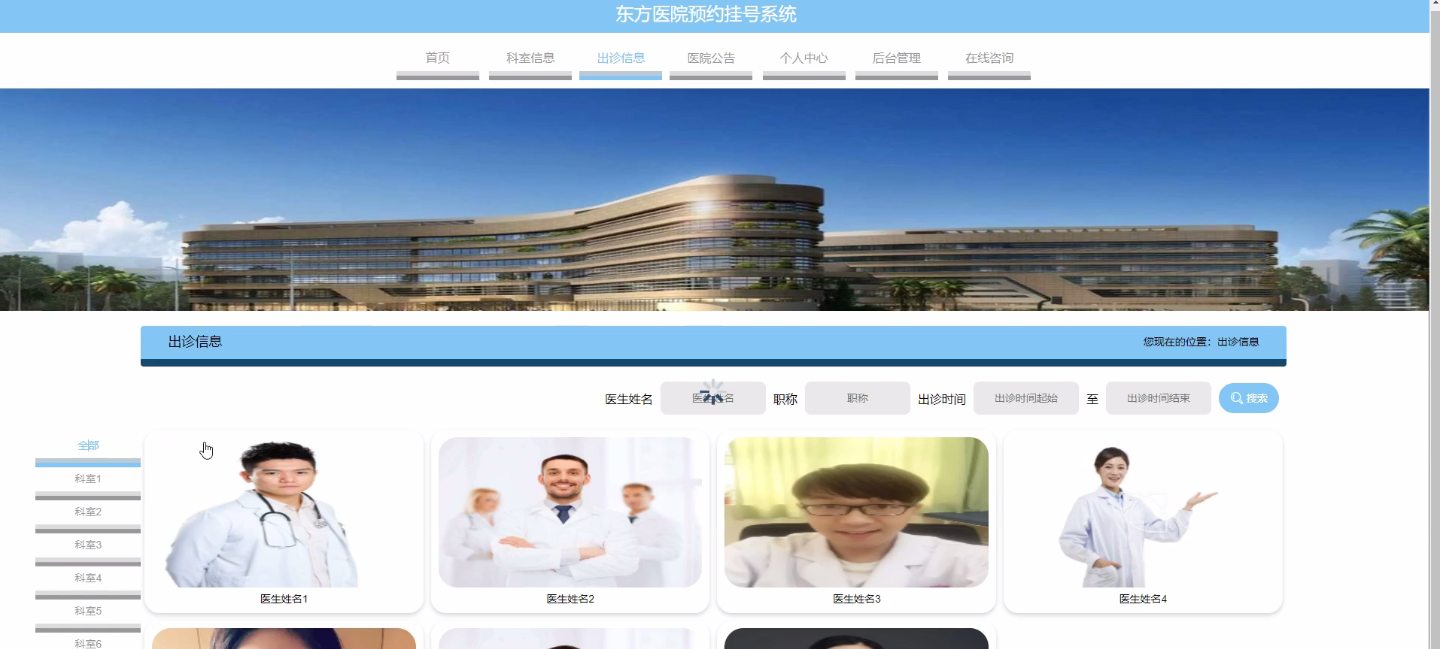 东方医院预约挂号系统
首页 科室信息 出诊信息 医院公告 个人中心 后台管理 在线咨询
出诊信息 您现在的位置：出诊信息
医生姓名 医生姓名 职称 职称 出诊时间 出诊时间起始 至 出诊时间结束 搜索
全部
科室1
科室2
科室3
科室4
科室5
科室6
医生姓名1 医生姓名2 医生姓名3 医生姓名4